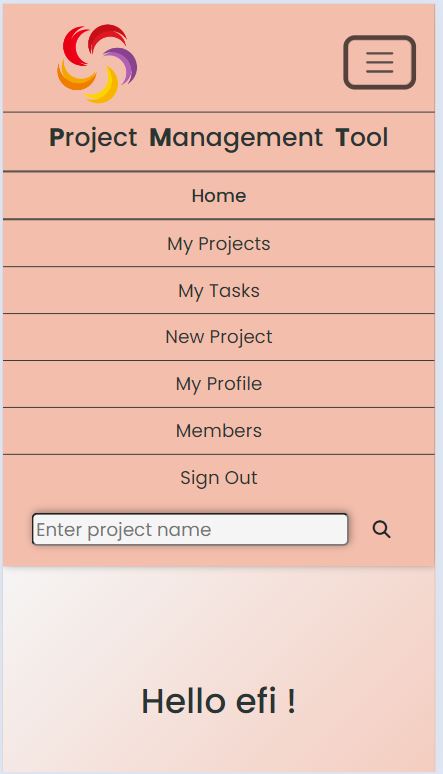 Project Management Tool
Home
My Projects
My Tasks
New Project
My Profile
Members
Sign Out
Enter project name
Hello efi !